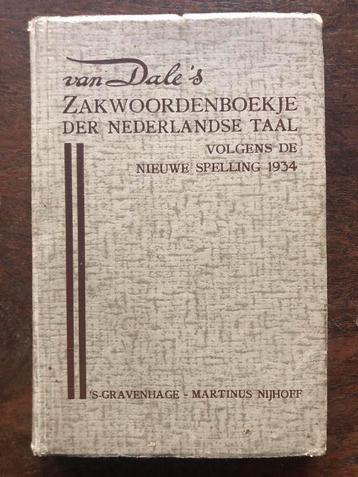 van Dale's
ZAKWOORDENBOEKJE
DER NEDERLANDSE TAAL
VOLGENS DE
NIEUWE SPELLING 1934
'S-GRAVENHAGE - MARTINUS NIJHOFF